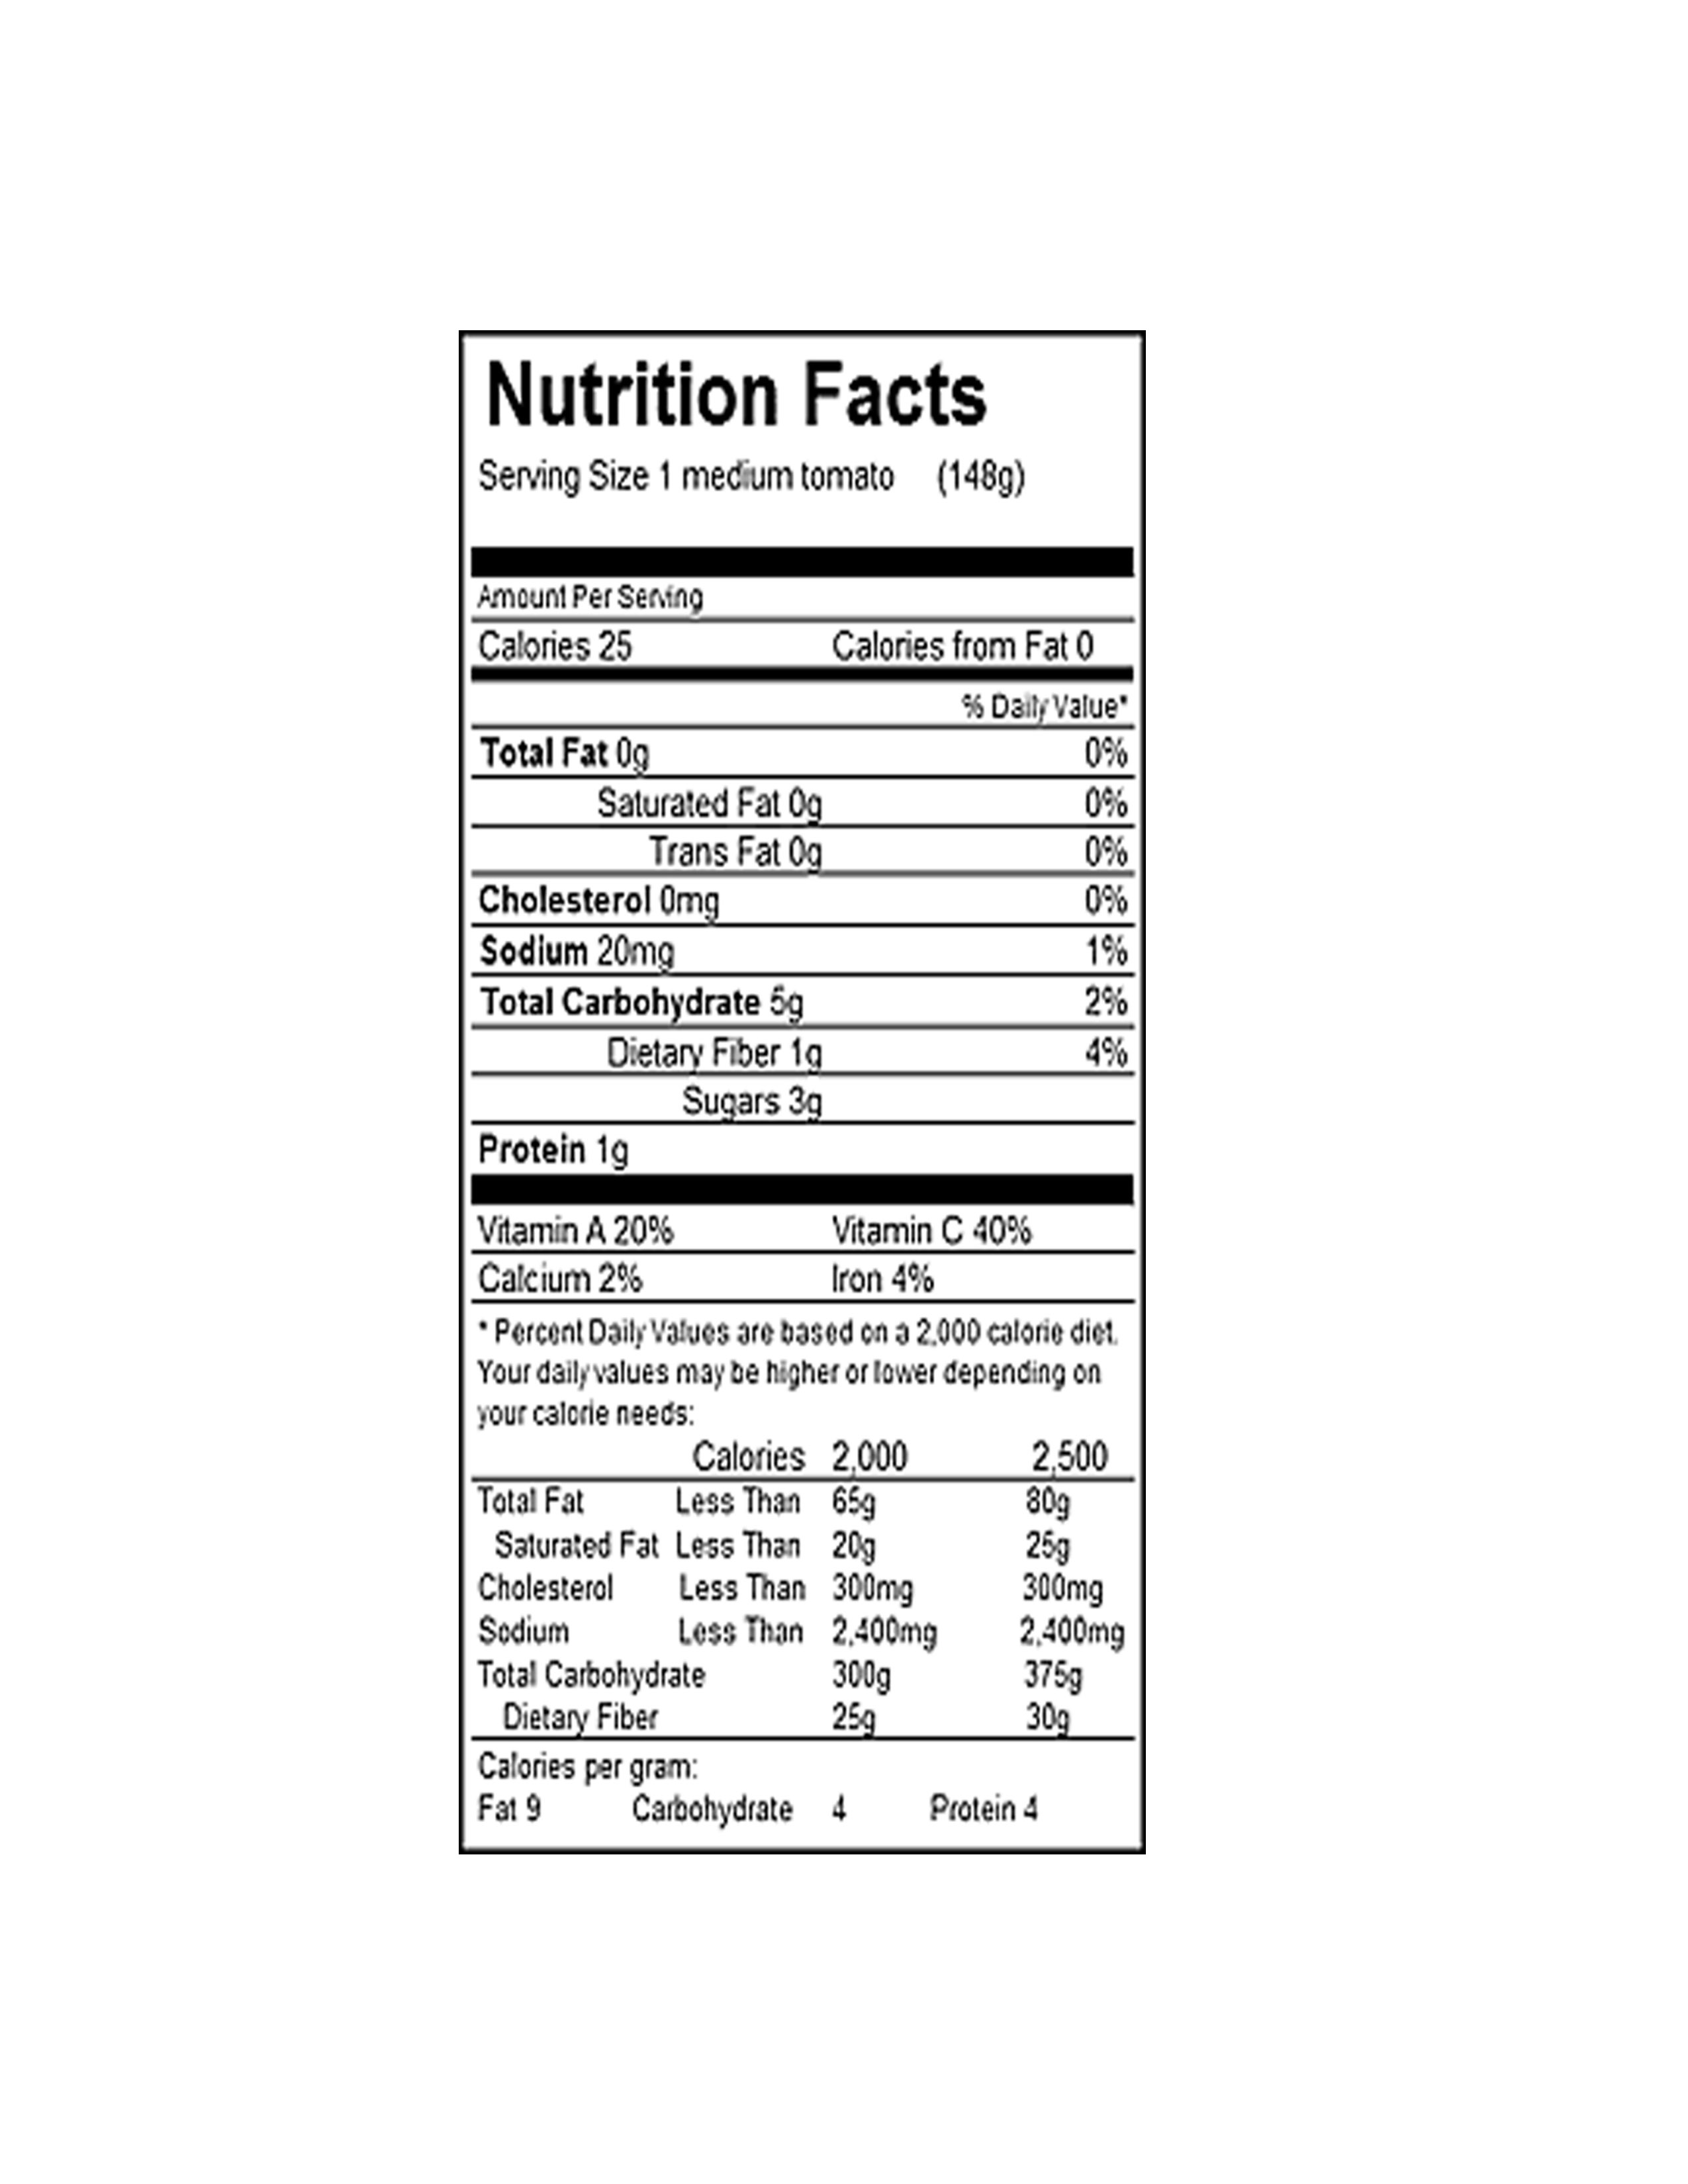 Nutrition Facts
Serving Size 1 medium tomato (148g)
Amount Per Serving
Calories 25 Calories from Fat 0
% Daily Value*
Total Fat 0g 0%
Saturated Fat 0g 0%
Trans Fat 0g 0%
Cholesterol 0mg 0%
Sodium 20mg 1%
Total Carbohydrate 5g 2%
Dietary Fiber 1g 4%
Sugars 3g
Protein 1g
Vitamin A 20% Vitamin C 40%
Calcium 2% Iron 4%
* Percent Daily Values are based on a 2,000 calorie diet.
Your daily values may be higher or lower depending on
your calorie needs:
Calories 2,000 2,500
Total Fat Less Than 65g 80g
Saturated Fat Less Than 20g 25g
Cholesterol Less Than 300mg 300mg
Sodium Less Than 2,400mg 2,400mg
Total Carbohydrate 300g 375g
Dietary Fiber 25g 30g
Calories per gram:
Fat 9 Carbohydrate 4 Protein 4